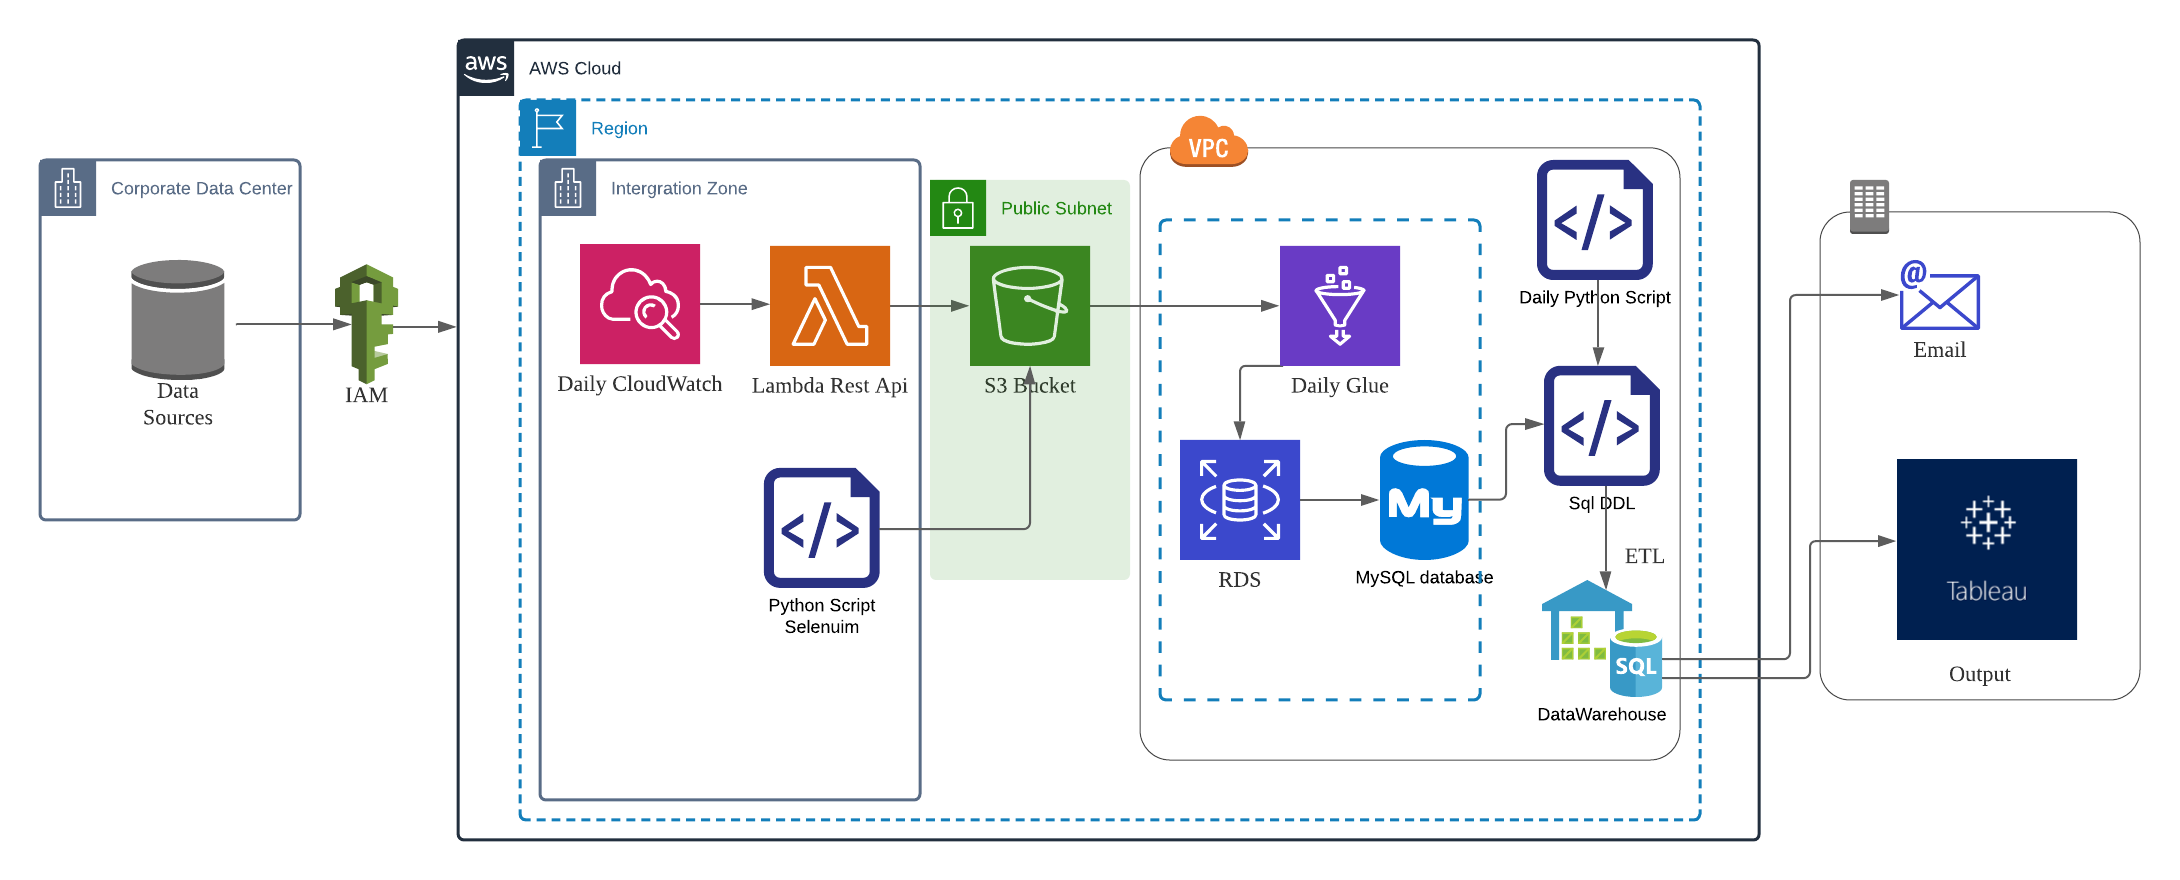 aws
AWS Cloud
Region
VPC
Corporate Data Center
Intergration Zone
Public Subnet
Daily Python Script
Data
Sources
IAM
Daily CloudWatch
Lambda Rest Api
S3 Bucket
Daily Glue
@
Email
</>
</>
My
Sql DDL
</>
RDS
MySQL database
ETL
Python Script
Selenuim
SQL
DataWarehouse
Tableau
Output